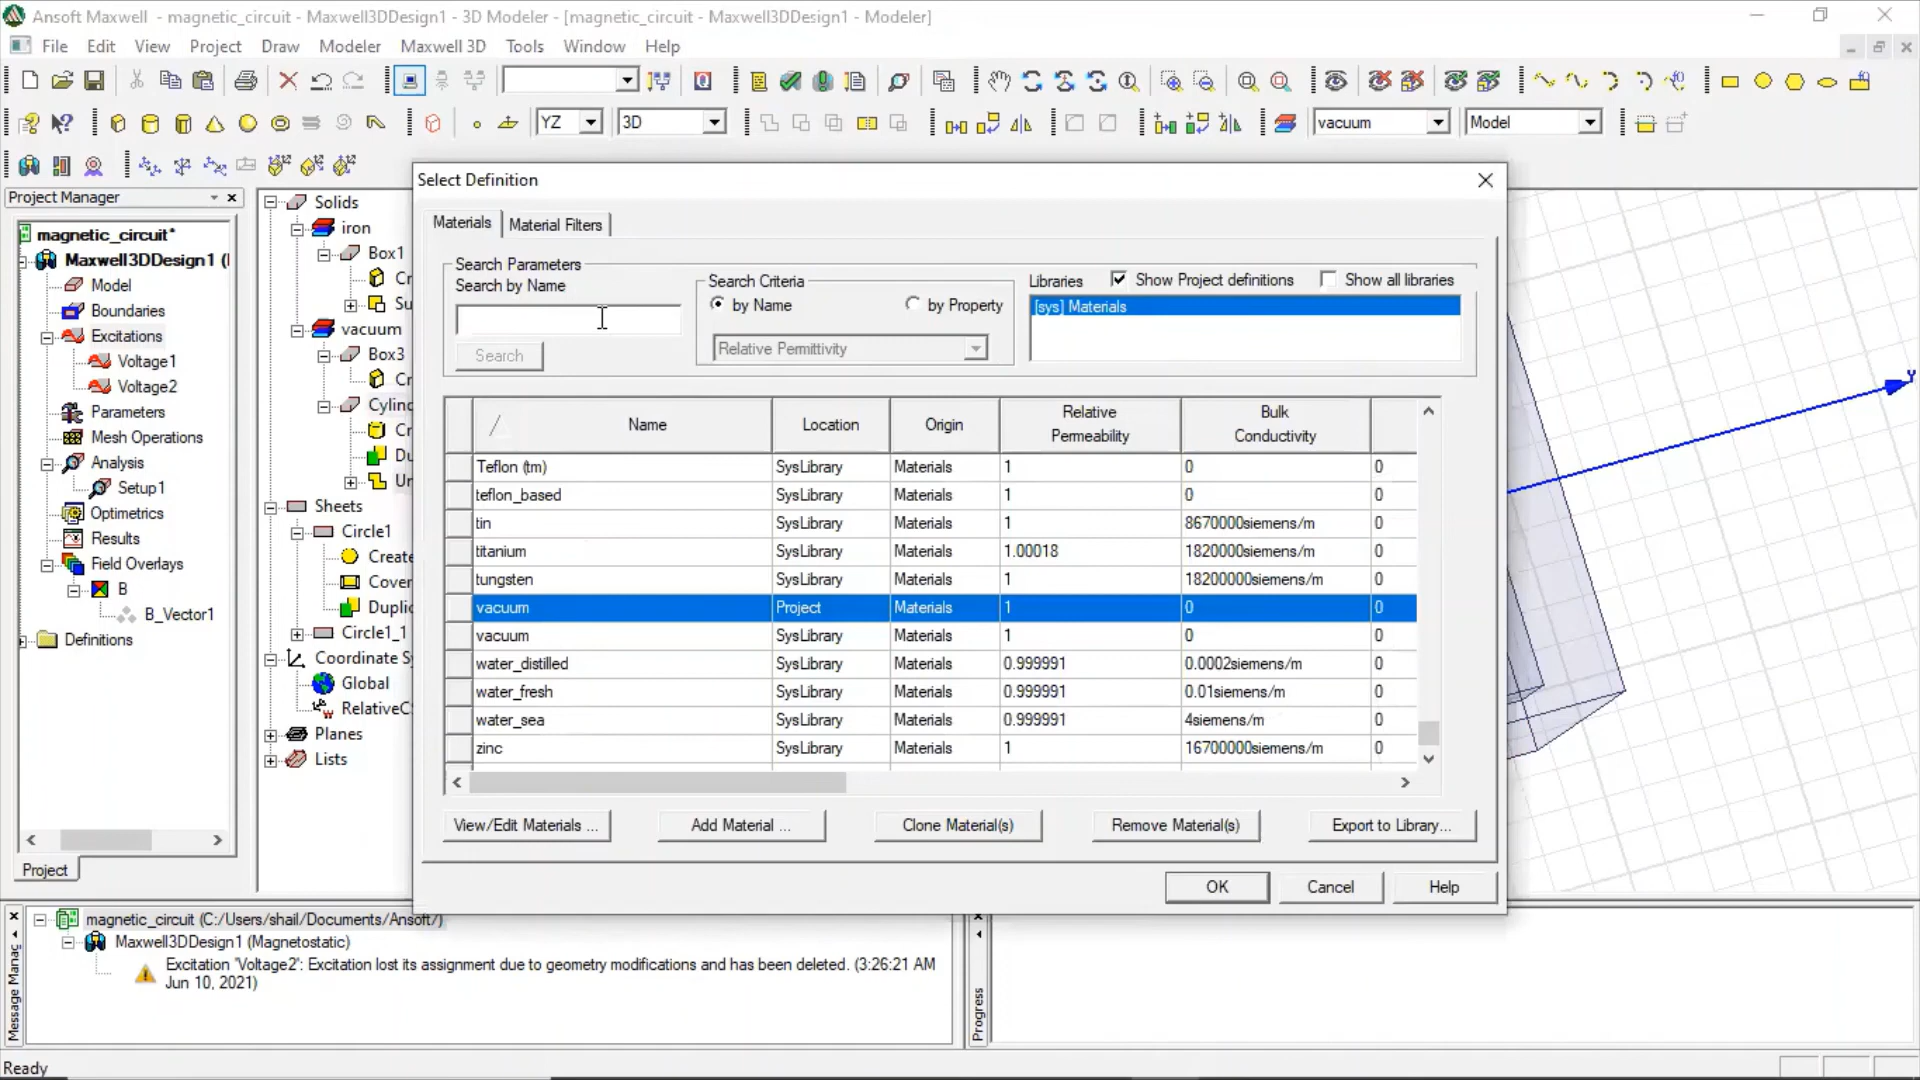 Ansoft Maxwell - magnetic_circuit - Maxwell3DDesign1 - 3D Modeler - [magnetic_circuit - Maxwell3DDesign1 - Modeler]
File Edit View Project Draw Modeler Maxwell 3D Tools Window Help
YZ 3D vacuum Model
Project Manager
magnetic_circuit*
Maxwell3DDesign1 (
Model
Boundaries
Excitations
Voltage1
Voltage2
Parameters
Mesh Operations
Analysis
Setup1
Optimetrics
Results
Field Overlays
B
B_Vector1
Definitions
Project
Solids
iron
Box1
Cr
Su
vacuum
Box3
Cr
Cylin
Cr
Du
Ur
Sheets
Circle1
Create
Cover
Duplic
Circle1_1
Coordinate Sy
Global
RelativeC
Planes
Lists
Select Definition
Materials Material Filters
Search Parameters
Search by Name
Search
Search Criteria
by Name by Property
Relative Permittivity
Libraries Show Project definitions Show all libraries
[sys] Materials
/ Name Location Origin Relative Permeability Bulk Conductivity
Teflon (tm) SysLibrary Materials 1 0 0
teflon_based SysLibrary Materials 1 0 0
tin SysLibrary Materials 1 8670000siemens/m 0
titanium SysLibrary Materials 1.00018 1820000siemens/m 0
tungsten SysLibrary Materials 1 18200000siemens/m 0
vacuum Project Materials 1 0 0
vacuum SysLibrary Materials 1 0 0
water_distilled SysLibrary Materials 0.999991 0.0002siemens/m 0
water_fresh SysLibrary Materials 0.999991 0.01siemens/m 0
water_sea SysLibrary Materials 0.999991 4siemens/m 0
zinc SysLibrary Materials 1 16700000siemens/m 0
View/Edit Materials ... Add Material ... Clone Material(s) Remove Material(s) Export to Library...
OK Cancel Help
Y
Message Manac
magnetic_circuit (C:/Users/shail/Documents/Ansoft/)
Maxwell3DDesign1 (Magnetostatic)
Excitation 'Voltage2': Excitation lost its assignment due to geometry modifications and has been deleted. (3:26:21 AM
Jun 10, 2021)
Progress
Ready